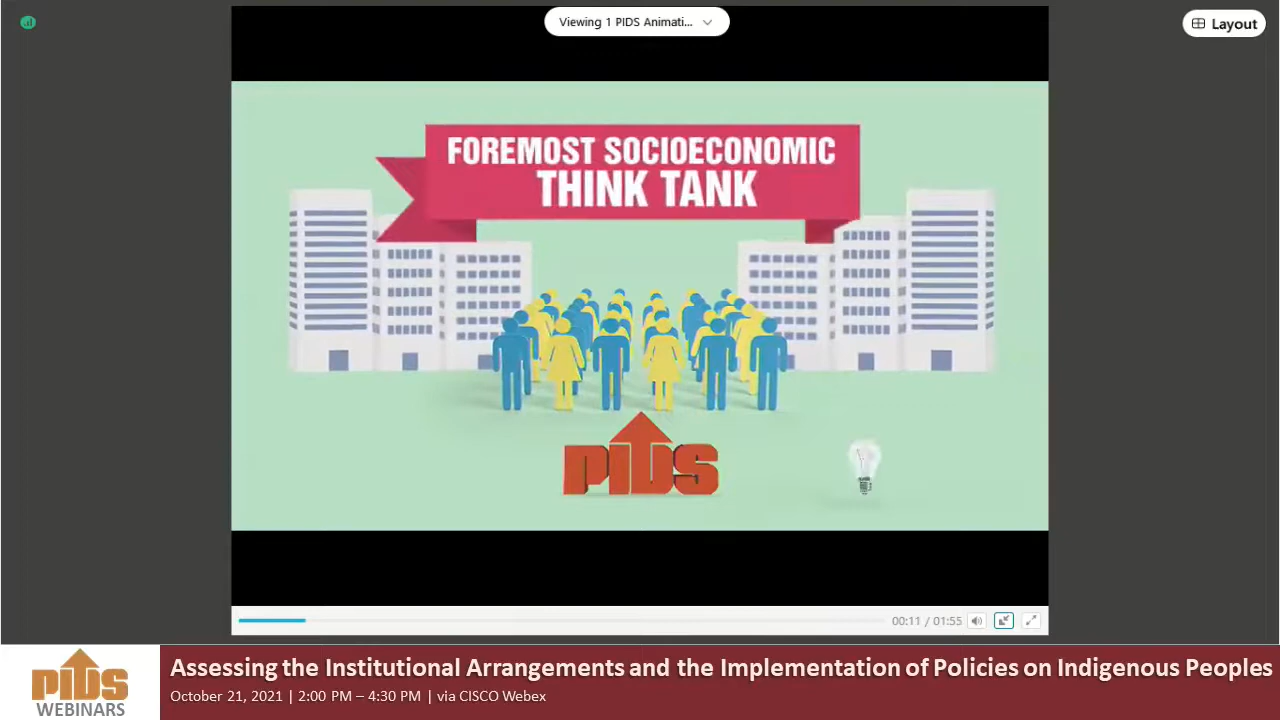 Viewing 1 PIDS Animati...
Layout
FOREMOST SOCIOECONOMIC
THINK TANK
PIDS
00:11 / 01:55
PIDS
WEBINARS
Assessing the Institutional Arrangements and the Implementation of Policies on Indigenous Peoples
October 21, 2021 | 2:00 PM – 4:30 PM | via CISCO Webex